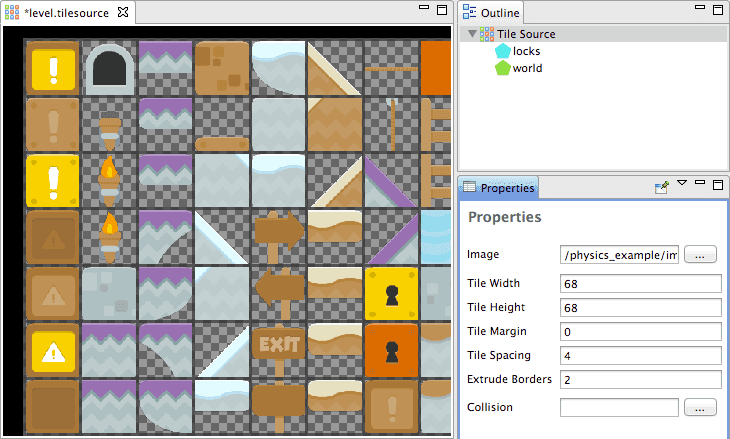 *level.tilesource
EXIT
Outline
Tile Source
locks
world
Properties
Properties
Image /physics_example/im ...
Tile Width 68
Tile Height 68
Tile Margin 0
Tile Spacing 4
Extrude Borders 2
Collision ...